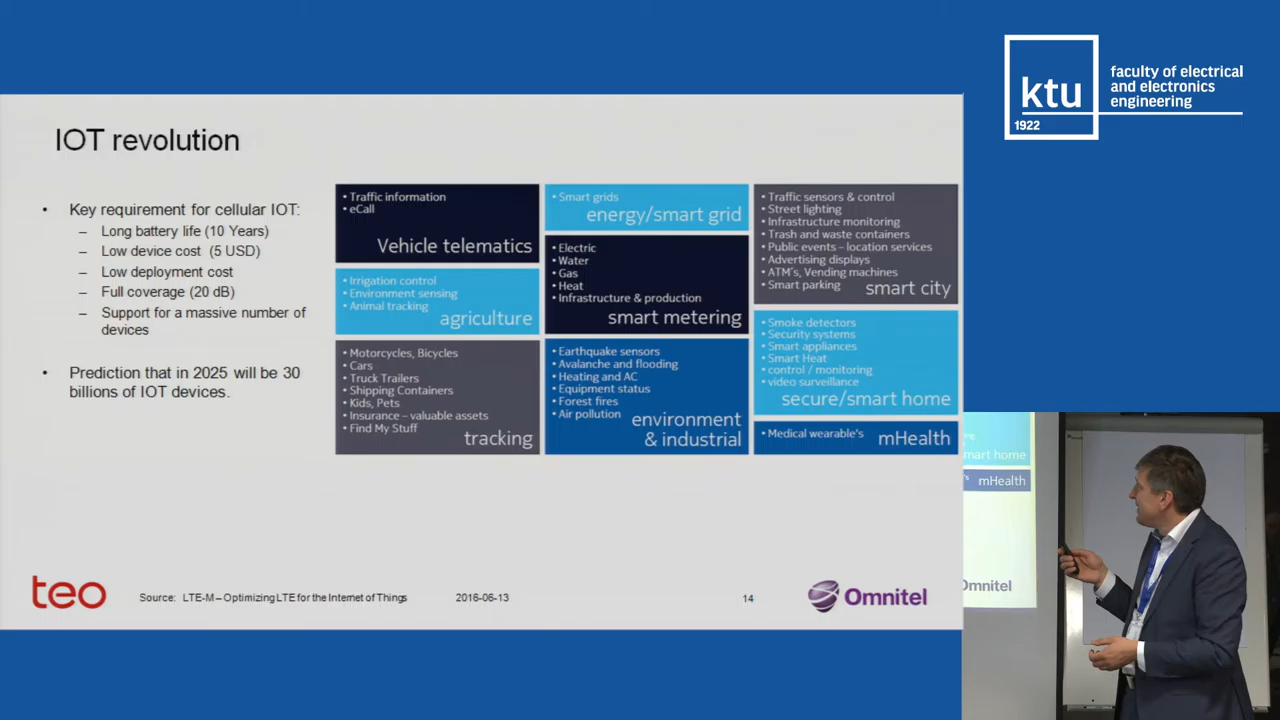 ktu
1922
faculty of electrical
and electronics
engineering
IOT revolution
• Key requirement for cellular IOT:
– Long battery life (10 Years)
– Low device cost (5 USD)
– Low deployment cost
– Full coverage (20 dB)
– Support for a massive number of
devices
• Prediction that in 2025 will be 30
billions of IOT devices.
• Traffic information
• eCall
Vehicle telematics
• Irrigation control
• Environment sensing
• Animal tracking
agriculture
• Motorcycles, Bicycles
• Cars
• Truck Trailers
• Shipping Containers
• Kids, Pets
• Insurance – valuable assets
• Find My Stuff
tracking
• Smart grids
energy/smart grid
• Electric
• Water
• Gas
• Heat
• Infrastructure & production
smart metering
• Earthquake sensors
• Avalanche and flooding
• Heating and AC
• Equipment status
• Forest fires
• Air pollution
environment
& industrial
• Traffic sensors & control
• Street lighting
• Infrastructure monitoring
• Trash and waste containers
• Public events – location services
• Advertising displays
• ATM's, Vending machines
• Smart parking
smart city
• Smoke detectors
• Security systems
• Smart appliances
• Smart Heat
• control / monitoring
• video surveillance
secure/smart home
• Medical wearable's
mHealth
teo
Source: LTE-M – Optimizing LTE for the Internet of Things
2016-06-13
14
Omnitel
mart home
mHealth
Omnitel